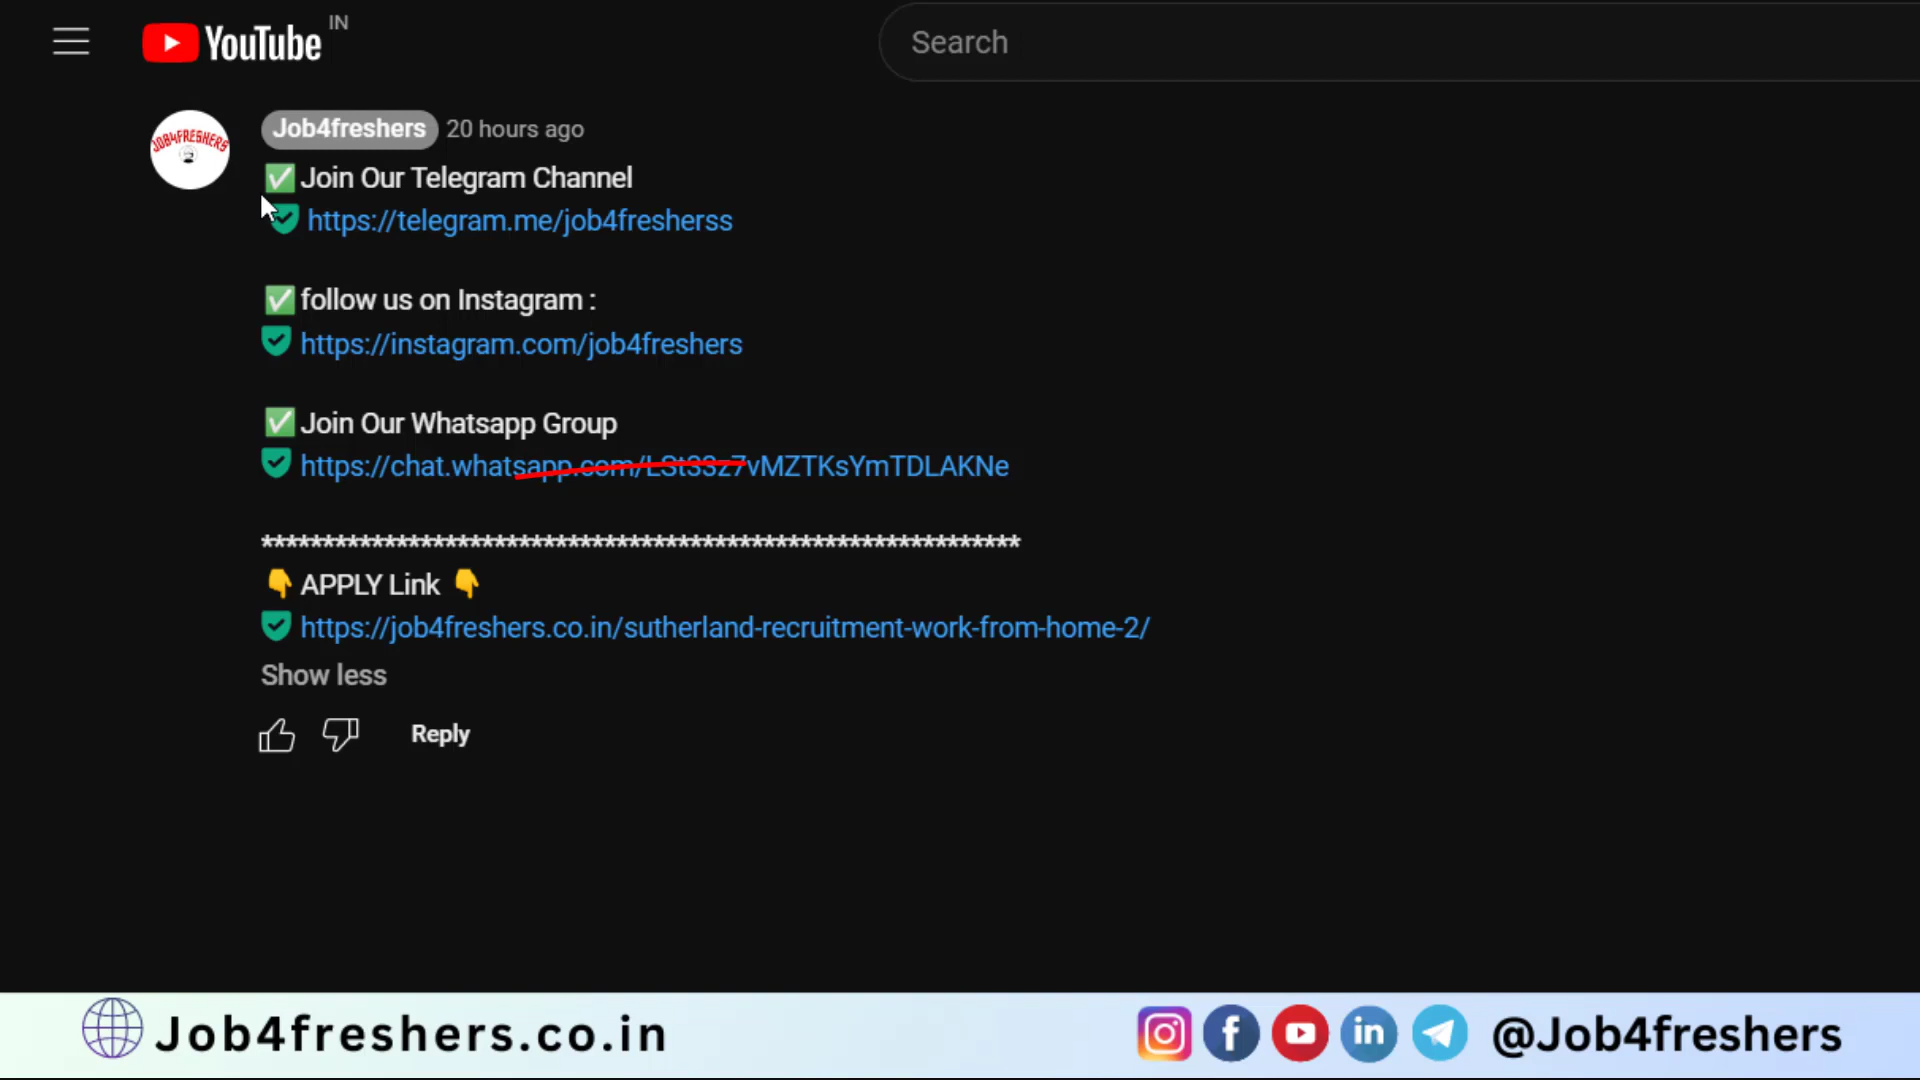 YouTube IN
Search
JOB4FRESHERS
Job4freshers 20 hours ago
✅ Join Our Telegram Channel
https://telegram.me/job4fresherss
✅ follow us on Instagram :
https://instagram.com/job4freshers
✅ Join Our Whatsapp Group
https://chat.whatsapp.com/LSt33z7vMZTKsYmTDLAKNe
**************************************************************
👇 APPLY Link 👇
https://job4freshers.co.in/sutherland-recruitment-work-from-home-2/
Show less
Reply
Job4freshers.co.in
@Job4freshers